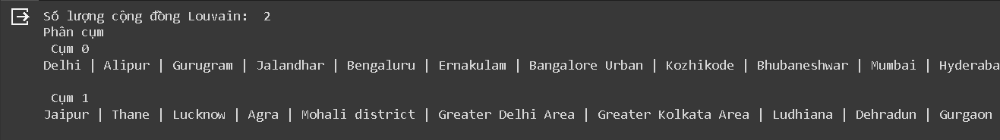 Số lượng cộng đồng Louvain:  2
Phân cụm
Cụm 0
Delhi | Alipur | Gurugram | Jalandhar | Bengaluru | Ernakulam | Bangalore Urban | Kozhikode | Bhubaneshwar | Mumbai | Hyderaba
Cụm 1
Jaipur | Thane | Lucknow | Agra | Mohali district | Greater Delhi Area | Greater Kolkata Area | Ludhiana | Dehradun | Gurgaon